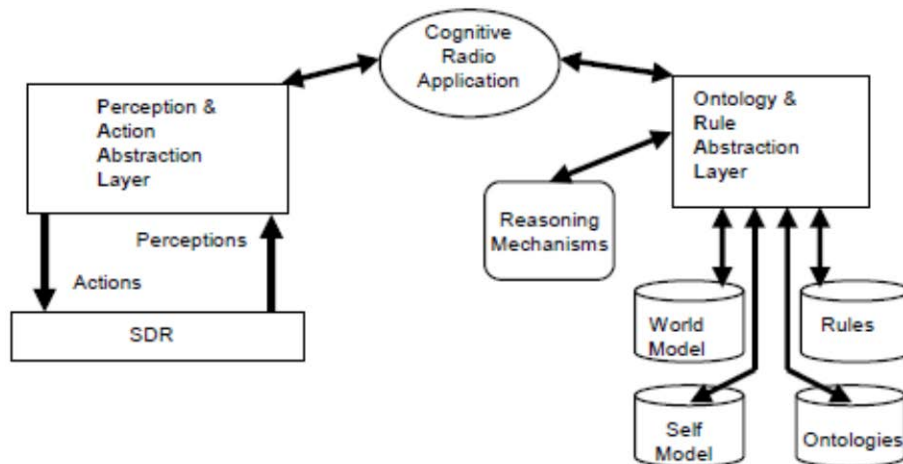 Cognitive
Radio
Application
Perception &
Action
Abstraction
Layer
Ontology &
Rule
Abstraction
Layer
Reasoning
Mechanisms
Perceptions
Actions
SDR
World
Model
Rules
Self
Model
Ontologies